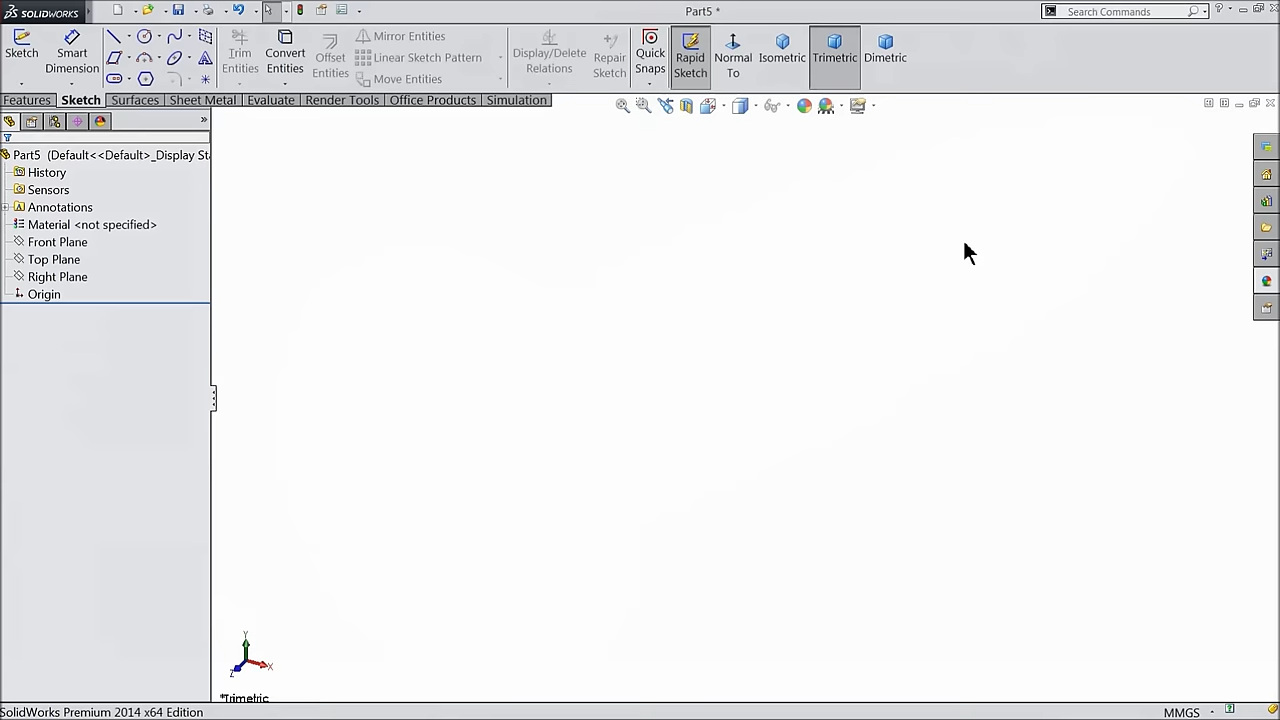 SOLIDWORKS
Part5 *
Search Commands
Sketch
Smart Dimension
Trim Entities
Convert Entities
Offset Entities
Mirror Entities
Linear Sketch Pattern
Move Entities
Display/Delete Relations
Repair Sketch
Quick Snaps
Rapid Sketch
Normal To
Isometric
Trimetric
Dimetric
Features
Sketch
Surfaces
Sheet Metal
Evaluate
Render Tools
Office Products
Simulation
Part5 (Default<<Default>_Display St
History
Sensors
Annotations
Material <not specified>
Front Plane
Top Plane
Right Plane
Origin
Y
X
Z
*Trimetric
SolidWorks Premium 2014 x64 Edition
MMGS